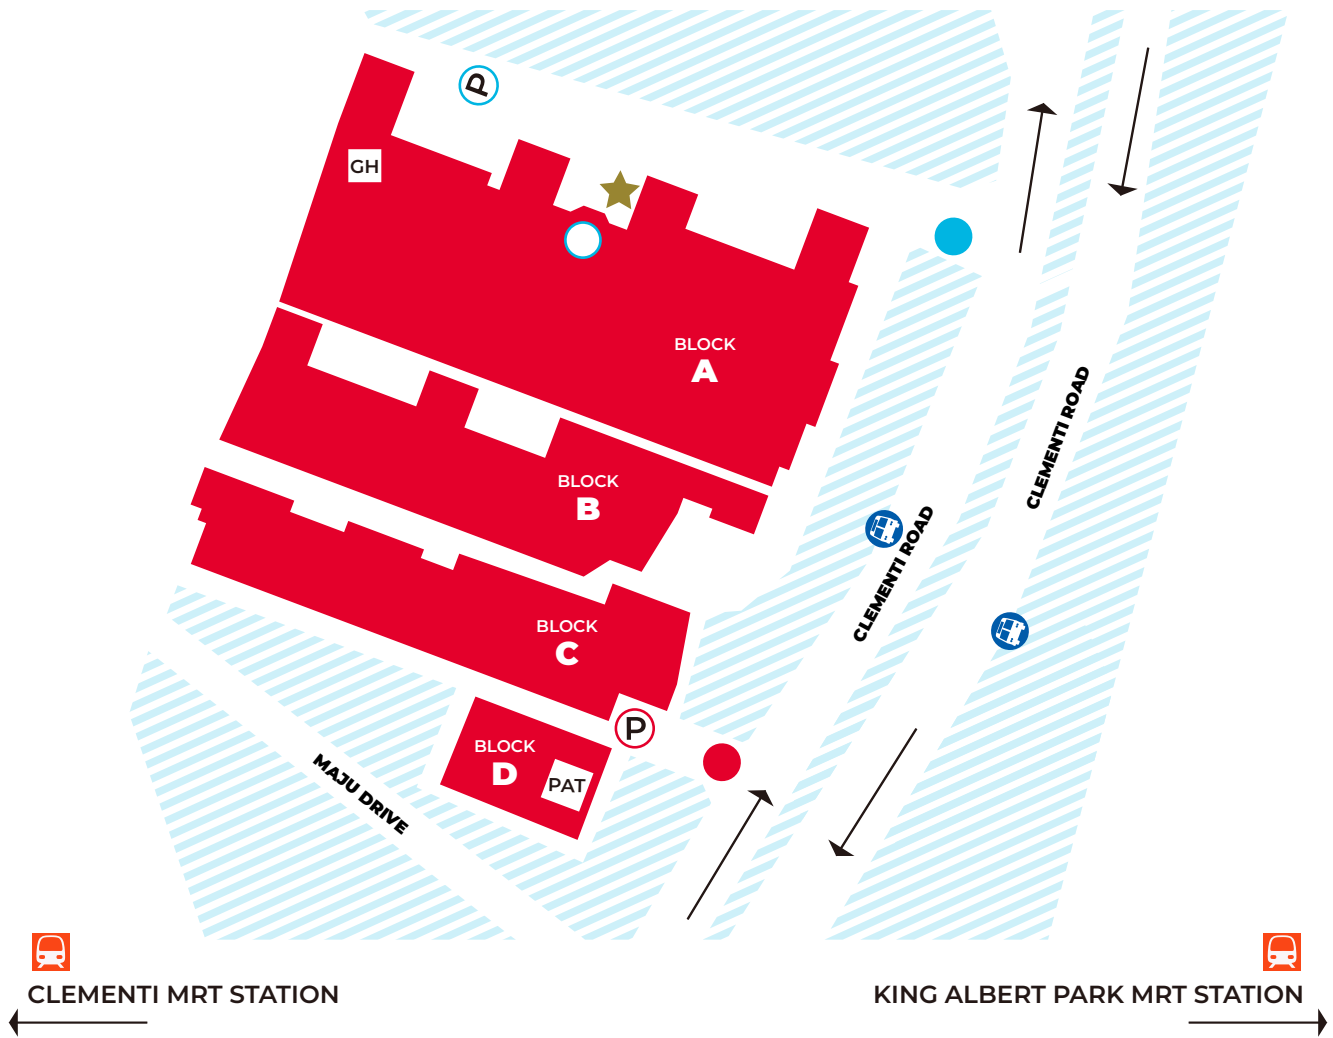 P
GH
BLOCK
A
CLEMENTI ROAD
BLOCK
B
CLEMENTI ROAD
BLOCK
C
P
BLOCK
D
PAT
MAJU DRIVE
CLEMENTI MRT STATION
KING ALBERT PARK MRT STATION